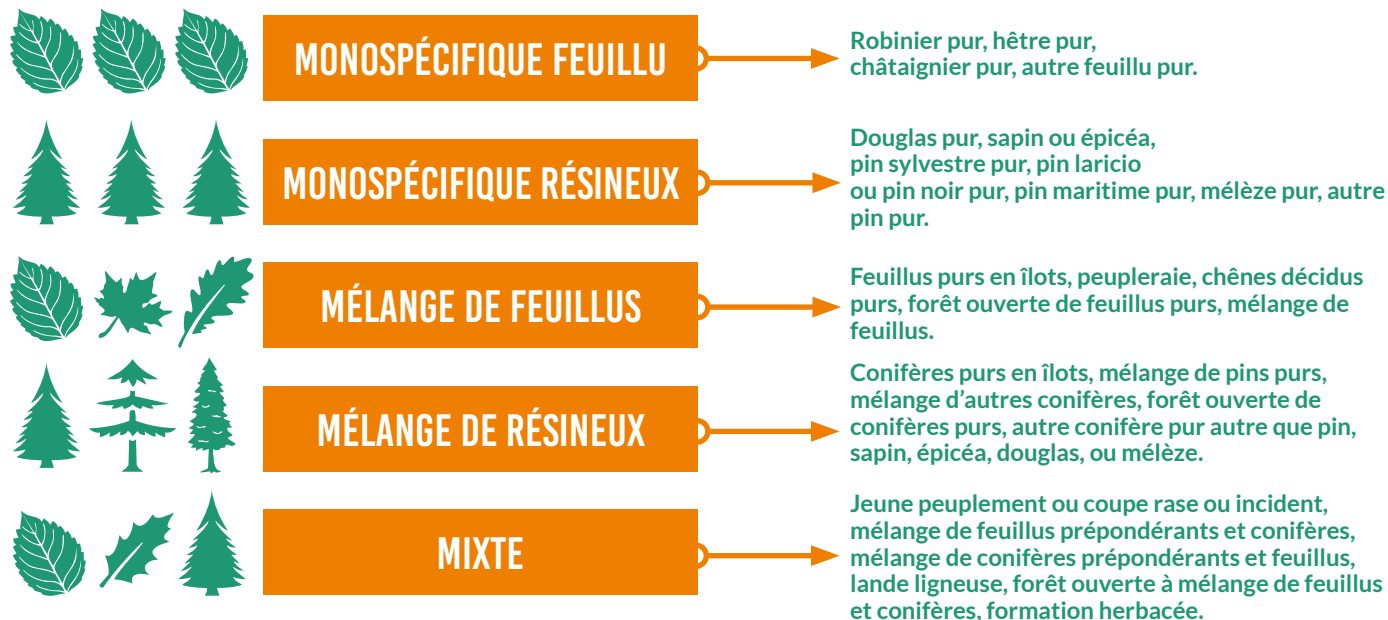 MONOSPÉCIFIQUE FEUILLU
Robinier pur, hêtre pur,
châtaignier pur, autre feuillu pur.
MONOSPÉCIFIQUE RÉSINEUX
Douglas pur, sapin ou épicéa,
pin sylvestre pur, pin laricio
ou pin noir pur, pin maritime pur, mélèze pur, autre
pin pur.
MÉLANGE DE FEUILLUS
Feuillus purs en îlots, peupleraie, chênes décidus
purs, forêt ouverte de feuillus purs, mélange de
feuillus.
MÉLANGE DE RÉSINEUX
Conifères purs en îlots, mélange de pins purs,
mélange d’autres conifères, forêt ouverte de
conifères purs, autre conifère pur autre que pin,
sapin, épicéa, douglas, ou mélèze.
MIXTE
Jeune peuplement ou coupe rase ou incident,
mélange de feuillus prépondérants et conifères,
mélange de conifères prépondérants et feuillus,
lande ligneuse, forêt ouverte à mélange de feuillus
et conifères, formation herbacée.